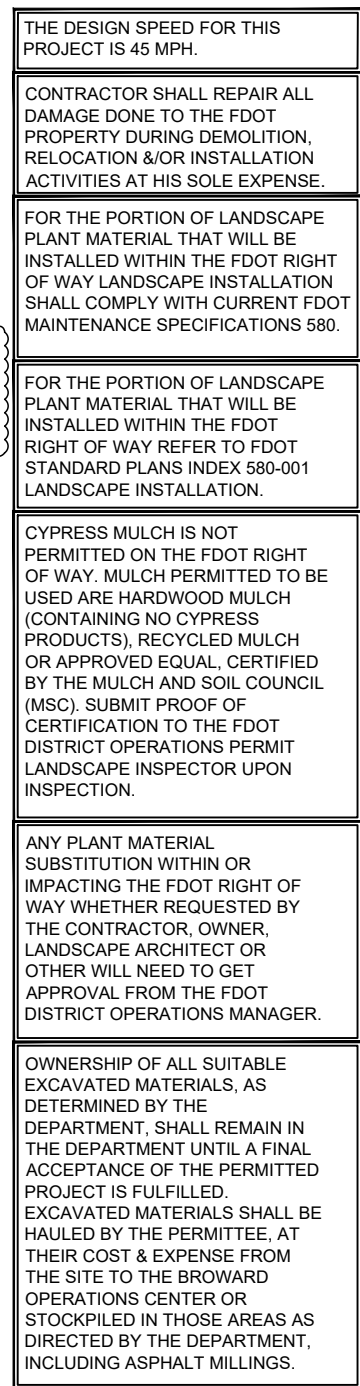 THE DESIGN SPEED FOR THIS
PROJECT IS 45 MPH.
CONTRACTOR SHALL REPAIR ALL
DAMAGE DONE TO THE FDOT
PROPERTY DURING DEMOLITION,
RELOCATION &/OR INSTALLATION
ACTIVITIES AT HIS SOLE EXPENSE.
FOR THE PORTION OF LANDSCAPE
PLANT MATERIAL THAT WILL BE
INSTALLED WITHIN THE FDOT RIGHT
OF WAY LANDSCAPE INSTALLATION
SHALL COMPLY WITH CURRENT FDOT
MAINTENANCE SPECIFICATIONS 580.
FOR THE PORTION OF LANDSCAPE
PLANT MATERIAL THAT WILL BE
INSTALLED WITHIN THE FDOT
RIGHT OF WAY REFER TO FDOT
STANDARD PLANS INDEX 580-001
LANDSCAPE INSTALLATION.
CYPRESS MULCH IS NOT
PERMITTED ON THE FDOT RIGHT
OF WAY. MULCH PERMITTED TO BE
USED ARE HARDWOOD MULCH
(CONTAINING NO CYPRESS
PRODUCTS), RECYCLED MULCH
OR APPROVED EQUAL, CERTIFIED
BY THE MULCH AND SOIL COUNCIL
(MSC). SUBMIT PROOF OF
CERTIFICATION TO THE FDOT
DISTRICT OPERATIONS PERMIT
LANDSCAPE INSPECTOR UPON
INSPECTION.
ANY PLANT MATERIAL
SUBSTITUTION WITHIN OR
IMPACTING THE FDOT RIGHT OF
WAY WHETHER REQUESTED BY
THE CONTRACTOR, OWNER,
LANDSCAPE ARCHITECT OR
OTHER WILL NEED TO GET
APPROVAL FROM THE FDOT
DISTRICT OPERATIONS MANAGER.
OWNERSHIP OF ALL SUITABLE
EXCAVATED MATERIALS, AS
DETERMINED BY THE
DEPARTMENT, SHALL REMAIN IN
THE DEPARTMENT UNTIL A FINAL
ACCEPTANCE OF THE PERMITTED
PROJECT IS FULFILLED.
EXCAVATED MATERIALS SHALL BE
HAULED BY THE PERMITTEE, AT
THEIR COST & EXPENSE FROM
THE SITE TO THE BROWARD
OPERATIONS CENTER OR
STOCKPILED IN THOSE AREAS AS
DIRECTED BY THE DEPARTMENT,
INCLUDING ASPHALT MILLINGS.